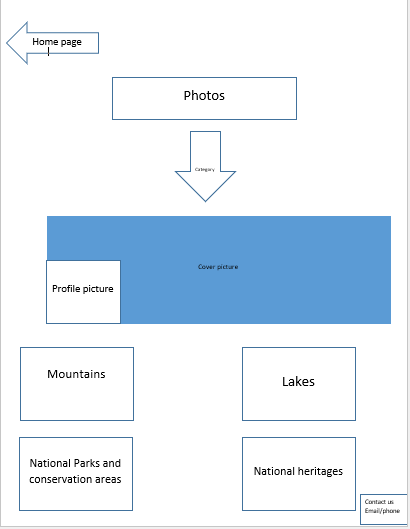 Home page
Photos
Category
Cover picture
Profile picture
Mountains
Lakes
National Parks and
conservation areas
National heritages
Contact us
Email/phone